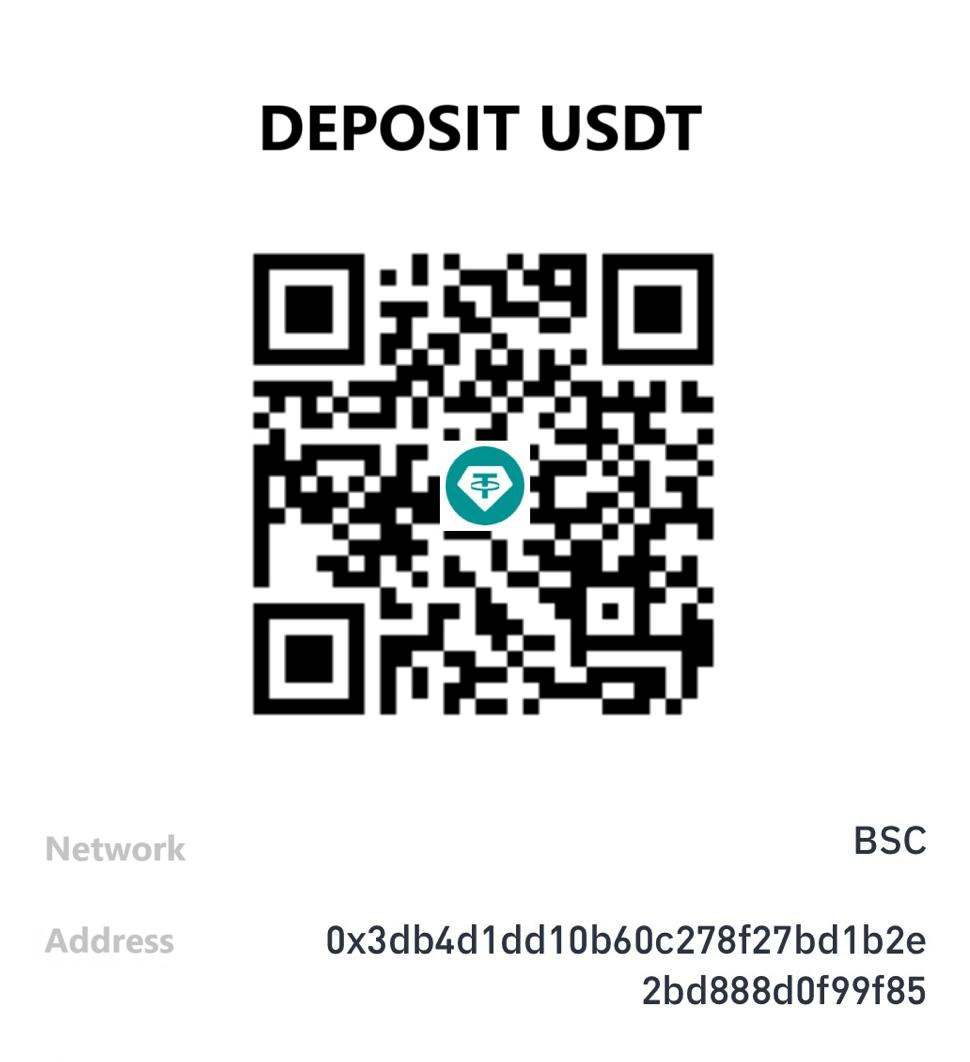 DEPOSIT USDT
Network
BSC
Address
0x3db4d1dd10b60c278f27bd1b2e
2bd888d0f99f85